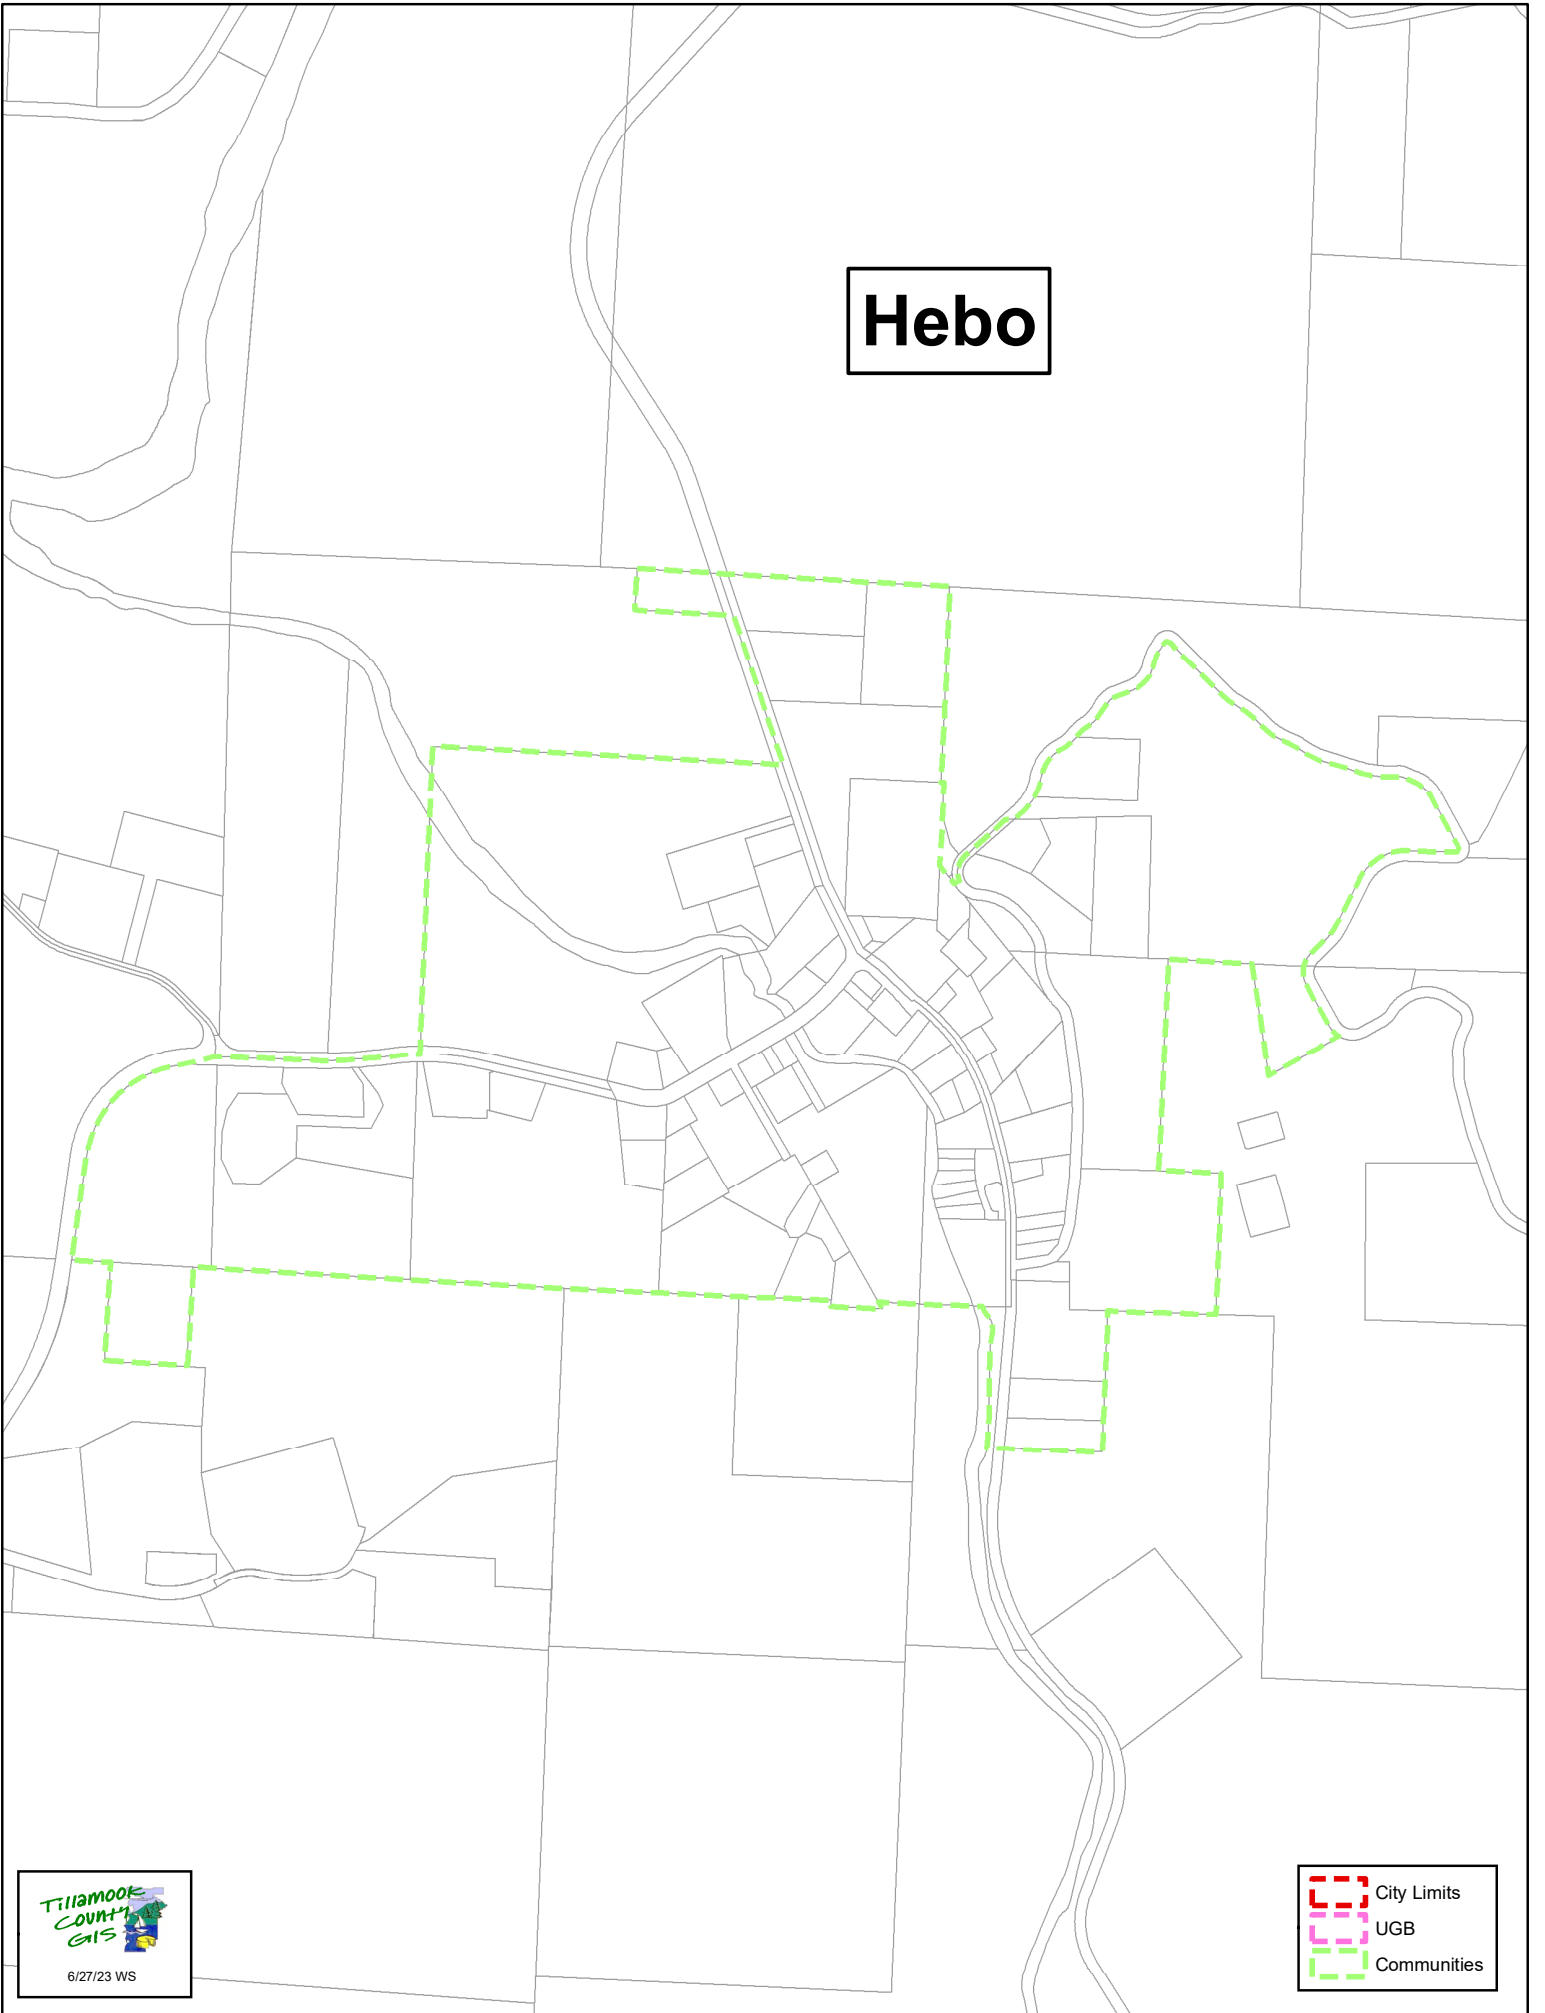 Hebo
Tillamook
County
GIS
6/27/23 WS
City Limits
UGB
Communities